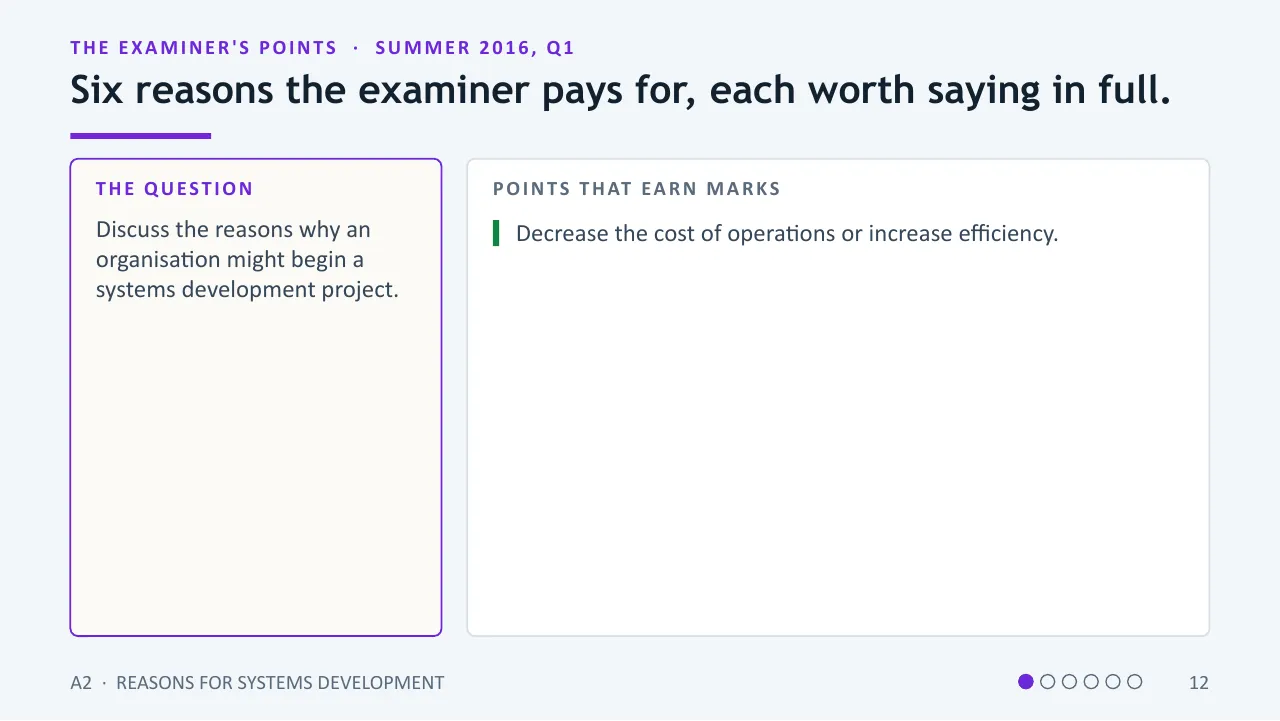 THE EXAMINER'S POINTS · SUMMER 2016, Q1
Six reasons the examiner pays for, each worth saying in full.
THE QUESTION
Discuss the reasons why an
organisation might begin a
systems development project.
POINTS THAT EARN MARKS
Decrease the cost of operations or increase efficiency.
A2 · REASONS FOR SYSTEMS DEVELOPMENT
12